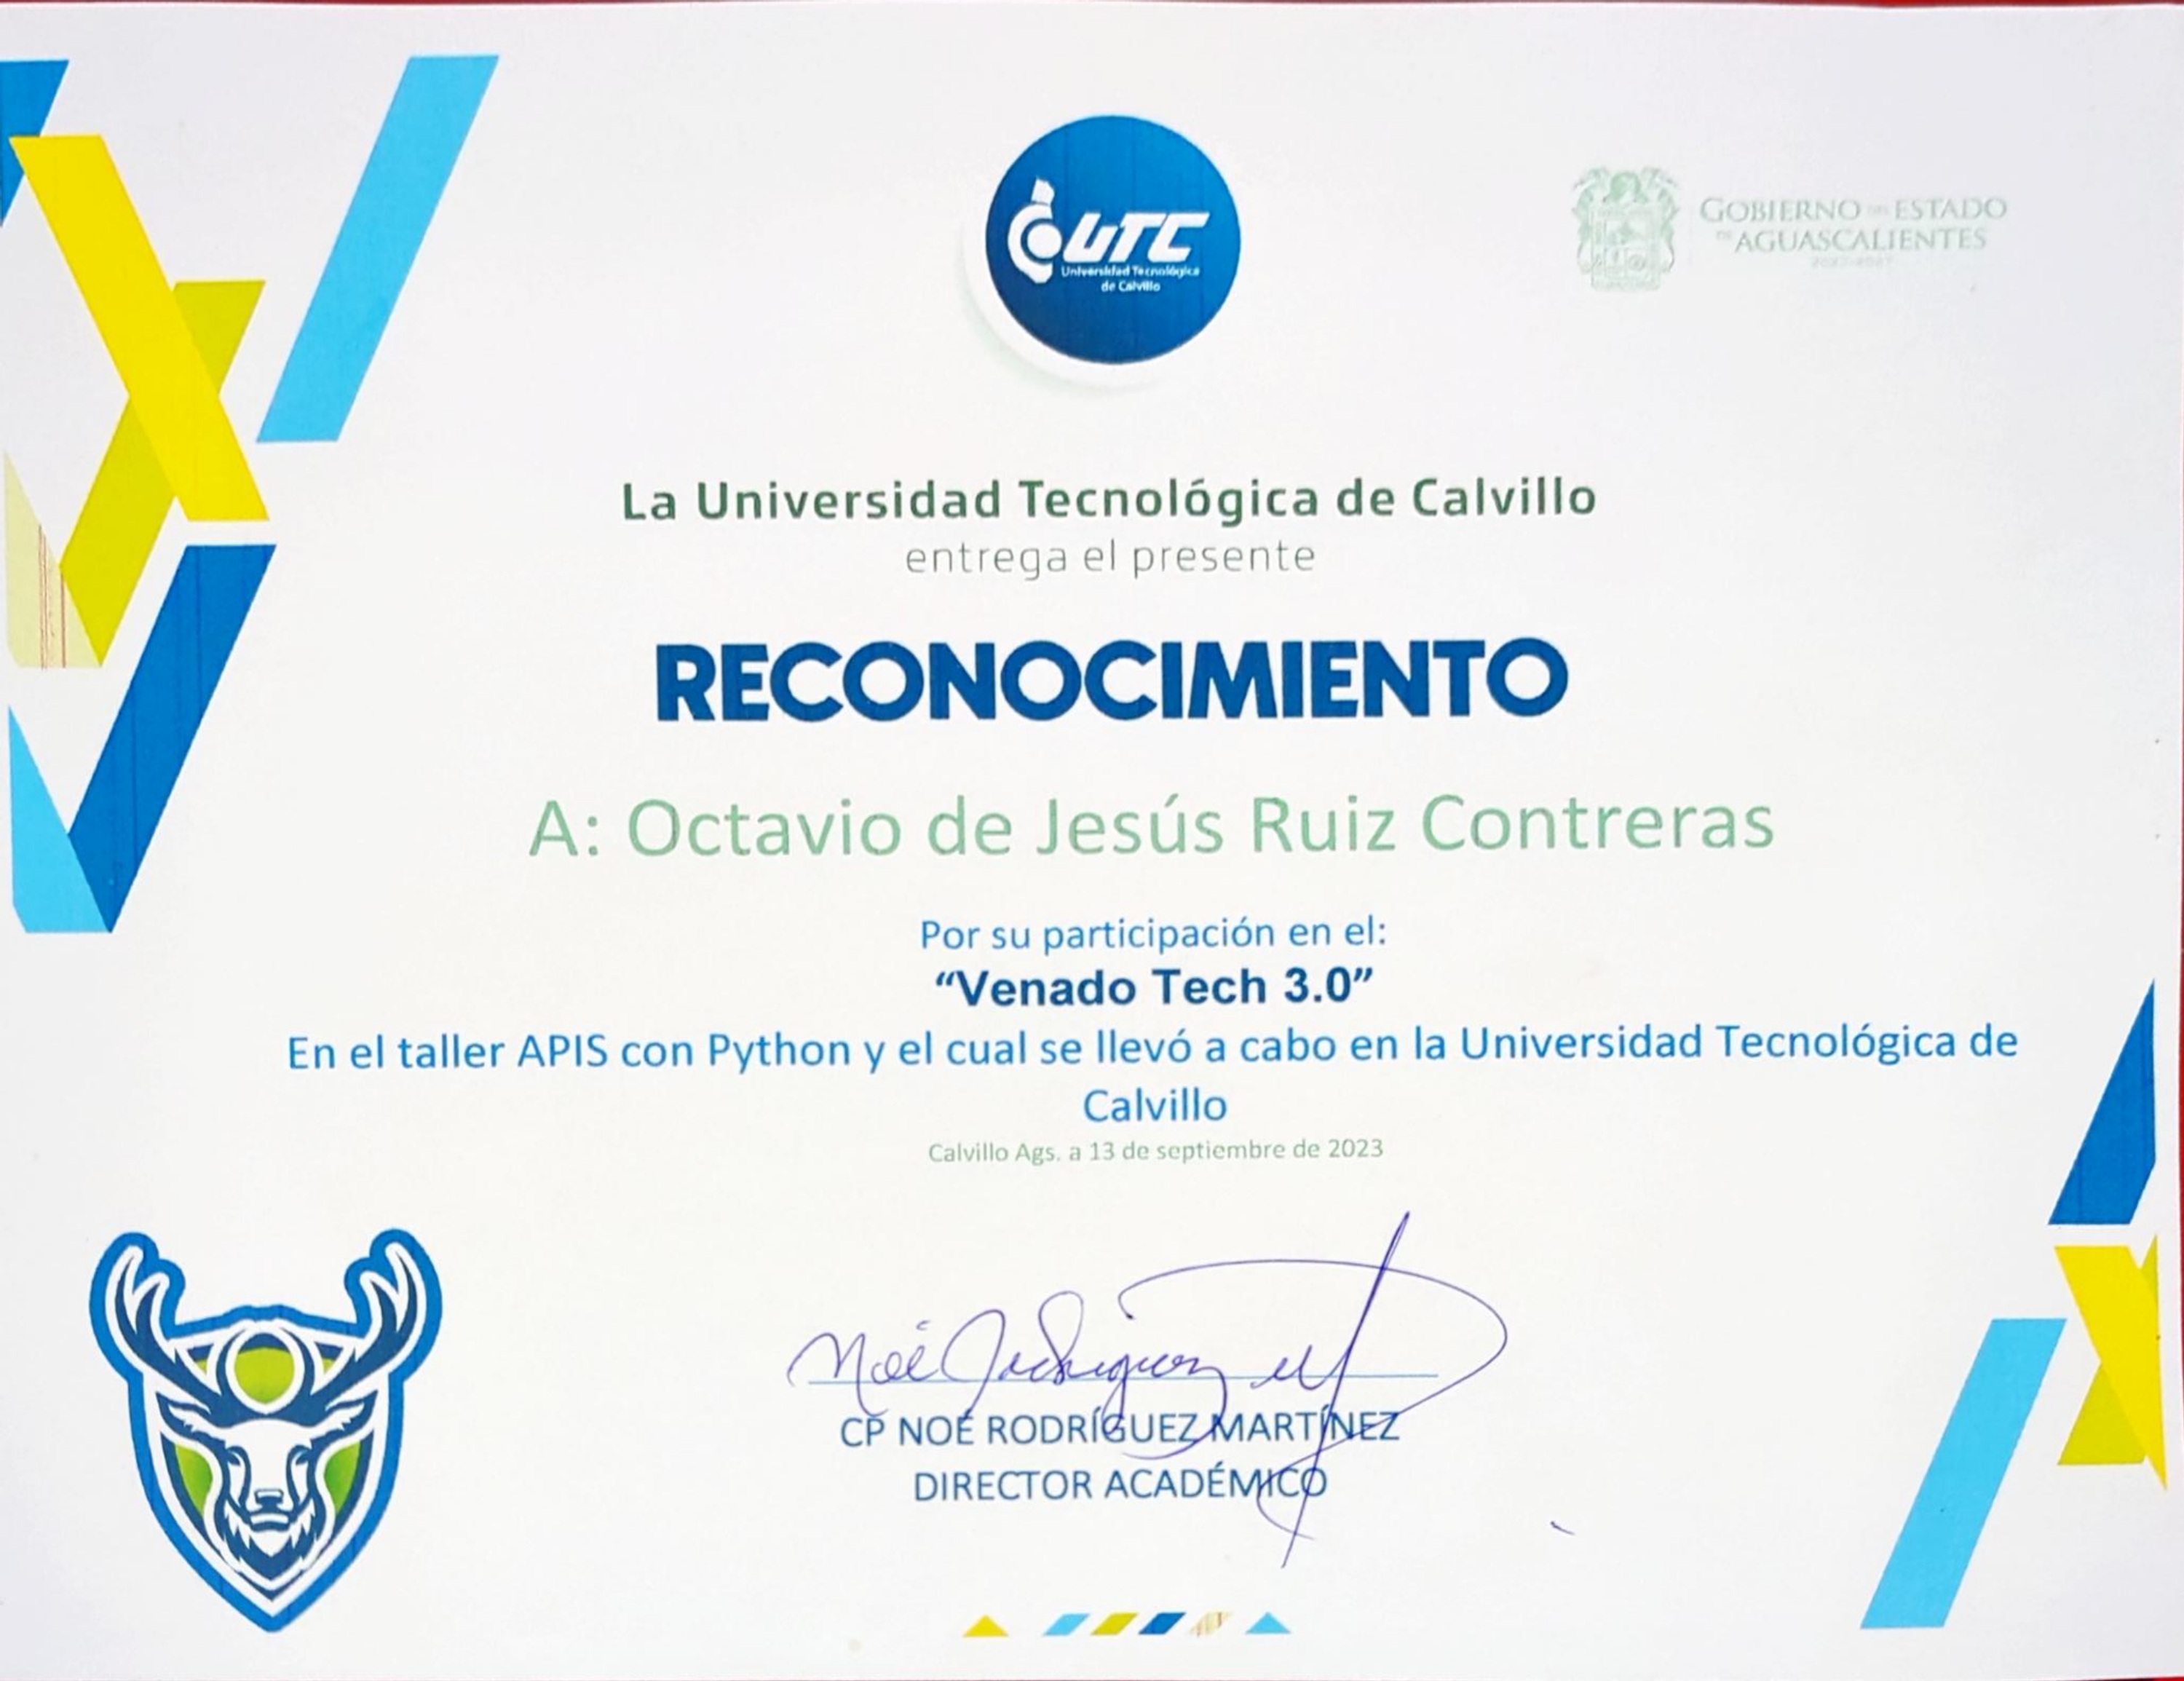 UTC
Universidad Tecnológica
de Calvillo
GOBIERNO DEL ESTADO
DE AGUASCALIENTES
La Universidad Tecnológica de Calvillo
entrega el presente
RECONOCIMIENTO
A: Octavio de Jesús Ruiz Contreras
Por su participación en el:
“Venado Tech 3.0”
En el taller APIS con Python y el cual se llevó a cabo en la Universidad Tecnológica de
Calvillo
Calvillo Ags. a 13 de septiembre de 2023
Noé Rodríguez M
CP NOÉ RODRÍGUEZ MARTÍNEZ
DIRECTOR ACADÉMICO